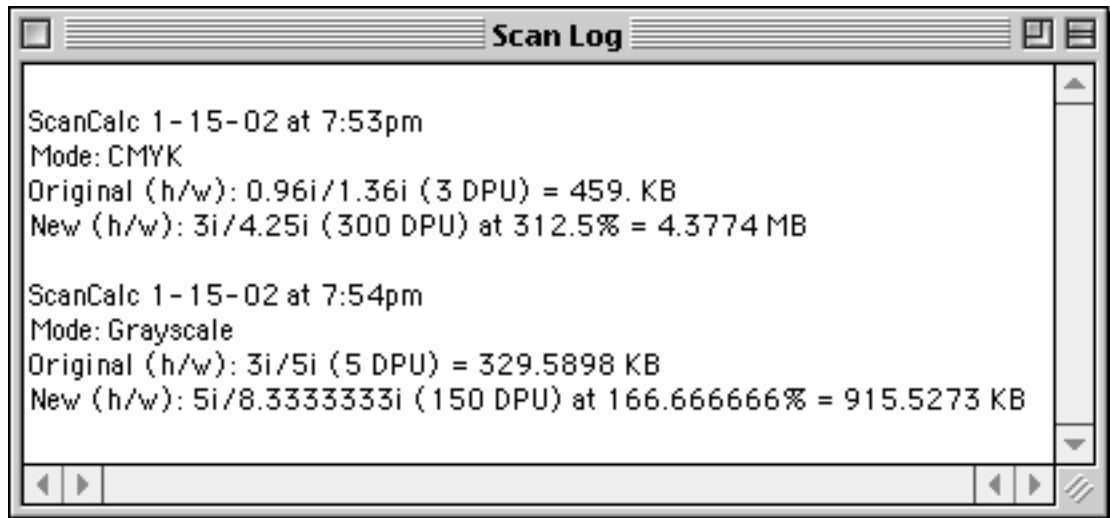 Scan Log
ScanCalc 1-15-02 at 7:53pm
Mode: CMYK
Original (h/w): 0.96i/1.36i (3 DPU) = 459. KB
New (h/w): 3i/4.25i (300 DPU) at 312.5% = 4.3774 MB
ScanCalc 1-15-02 at 7:54pm
Mode: Grayscale
Original (h/w): 3i/5i (5 DPU) = 329.5898 KB
New (h/w): 5i/8.3333333i (150 DPU) at 166.666666% = 915.5273 KB